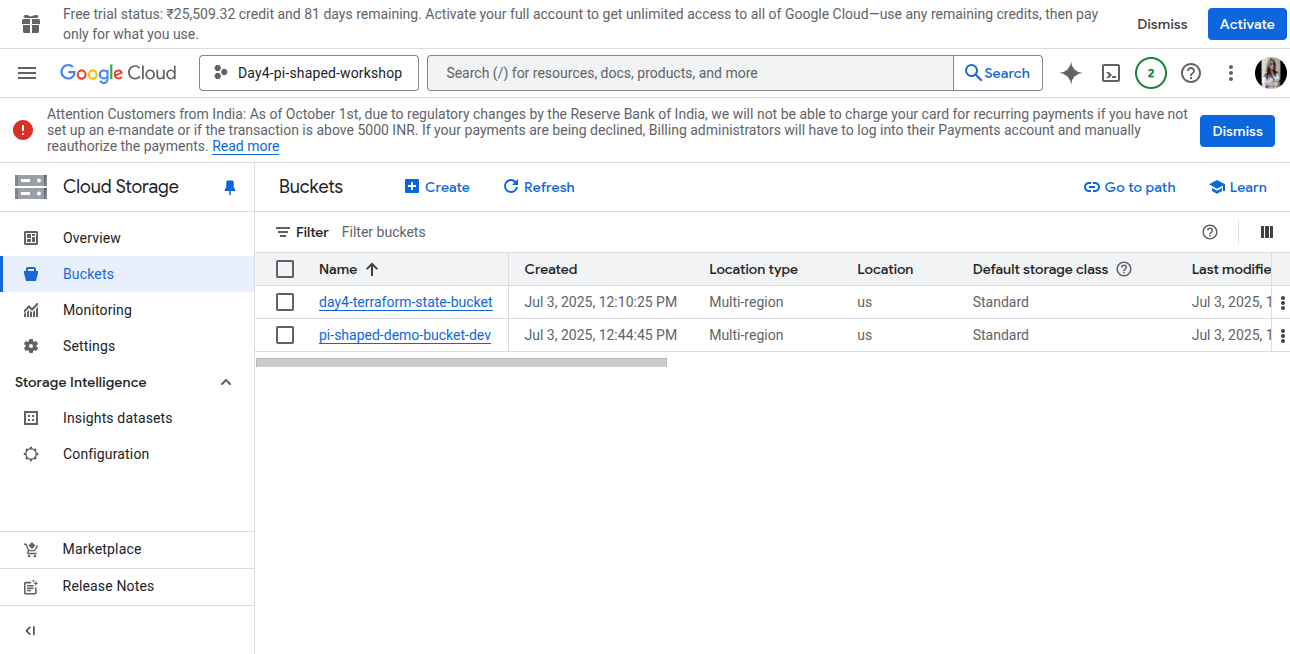 Free trial status: ₹25,509.32 credit and 81 days remaining. Activate your full account to get unlimited access to all of Google Cloud—use any remaining credits, then pay
only for what you use.
Dismiss
Activate
Google Cloud
Day4-pi-shaped-workshop
Search (/) for resources, docs, products, and more
Search
2
Attention Customers from India: As of October 1st, due to regulatory changes by the Reserve Bank of India, we will not be able to charge your card for recurring payments if you have not
set up an e-mandate or if the transaction is above 5000 INR. If your payments are being declined, Billing administrators will have to log into their Payments account and manually
reauthorize the payments. Read more
Dismiss
Cloud Storage
Overview
Buckets
Monitoring
Settings
Storage Intelligence
Insights datasets
Configuration
Marketplace
Release Notes
Buckets
Create
Refresh
Go to path
Learn
Filter Filter buckets
Name Created Location type Location Default storage class Last modifie
day4-terraform-state-bucket Jul 3, 2025, 12:10:25 PM Multi-region us Standard Jul 3, 2025, 1
pi-shaped-demo-bucket-dev Jul 3, 2025, 12:44:45 PM Multi-region us Standard Jul 3, 2025, 1